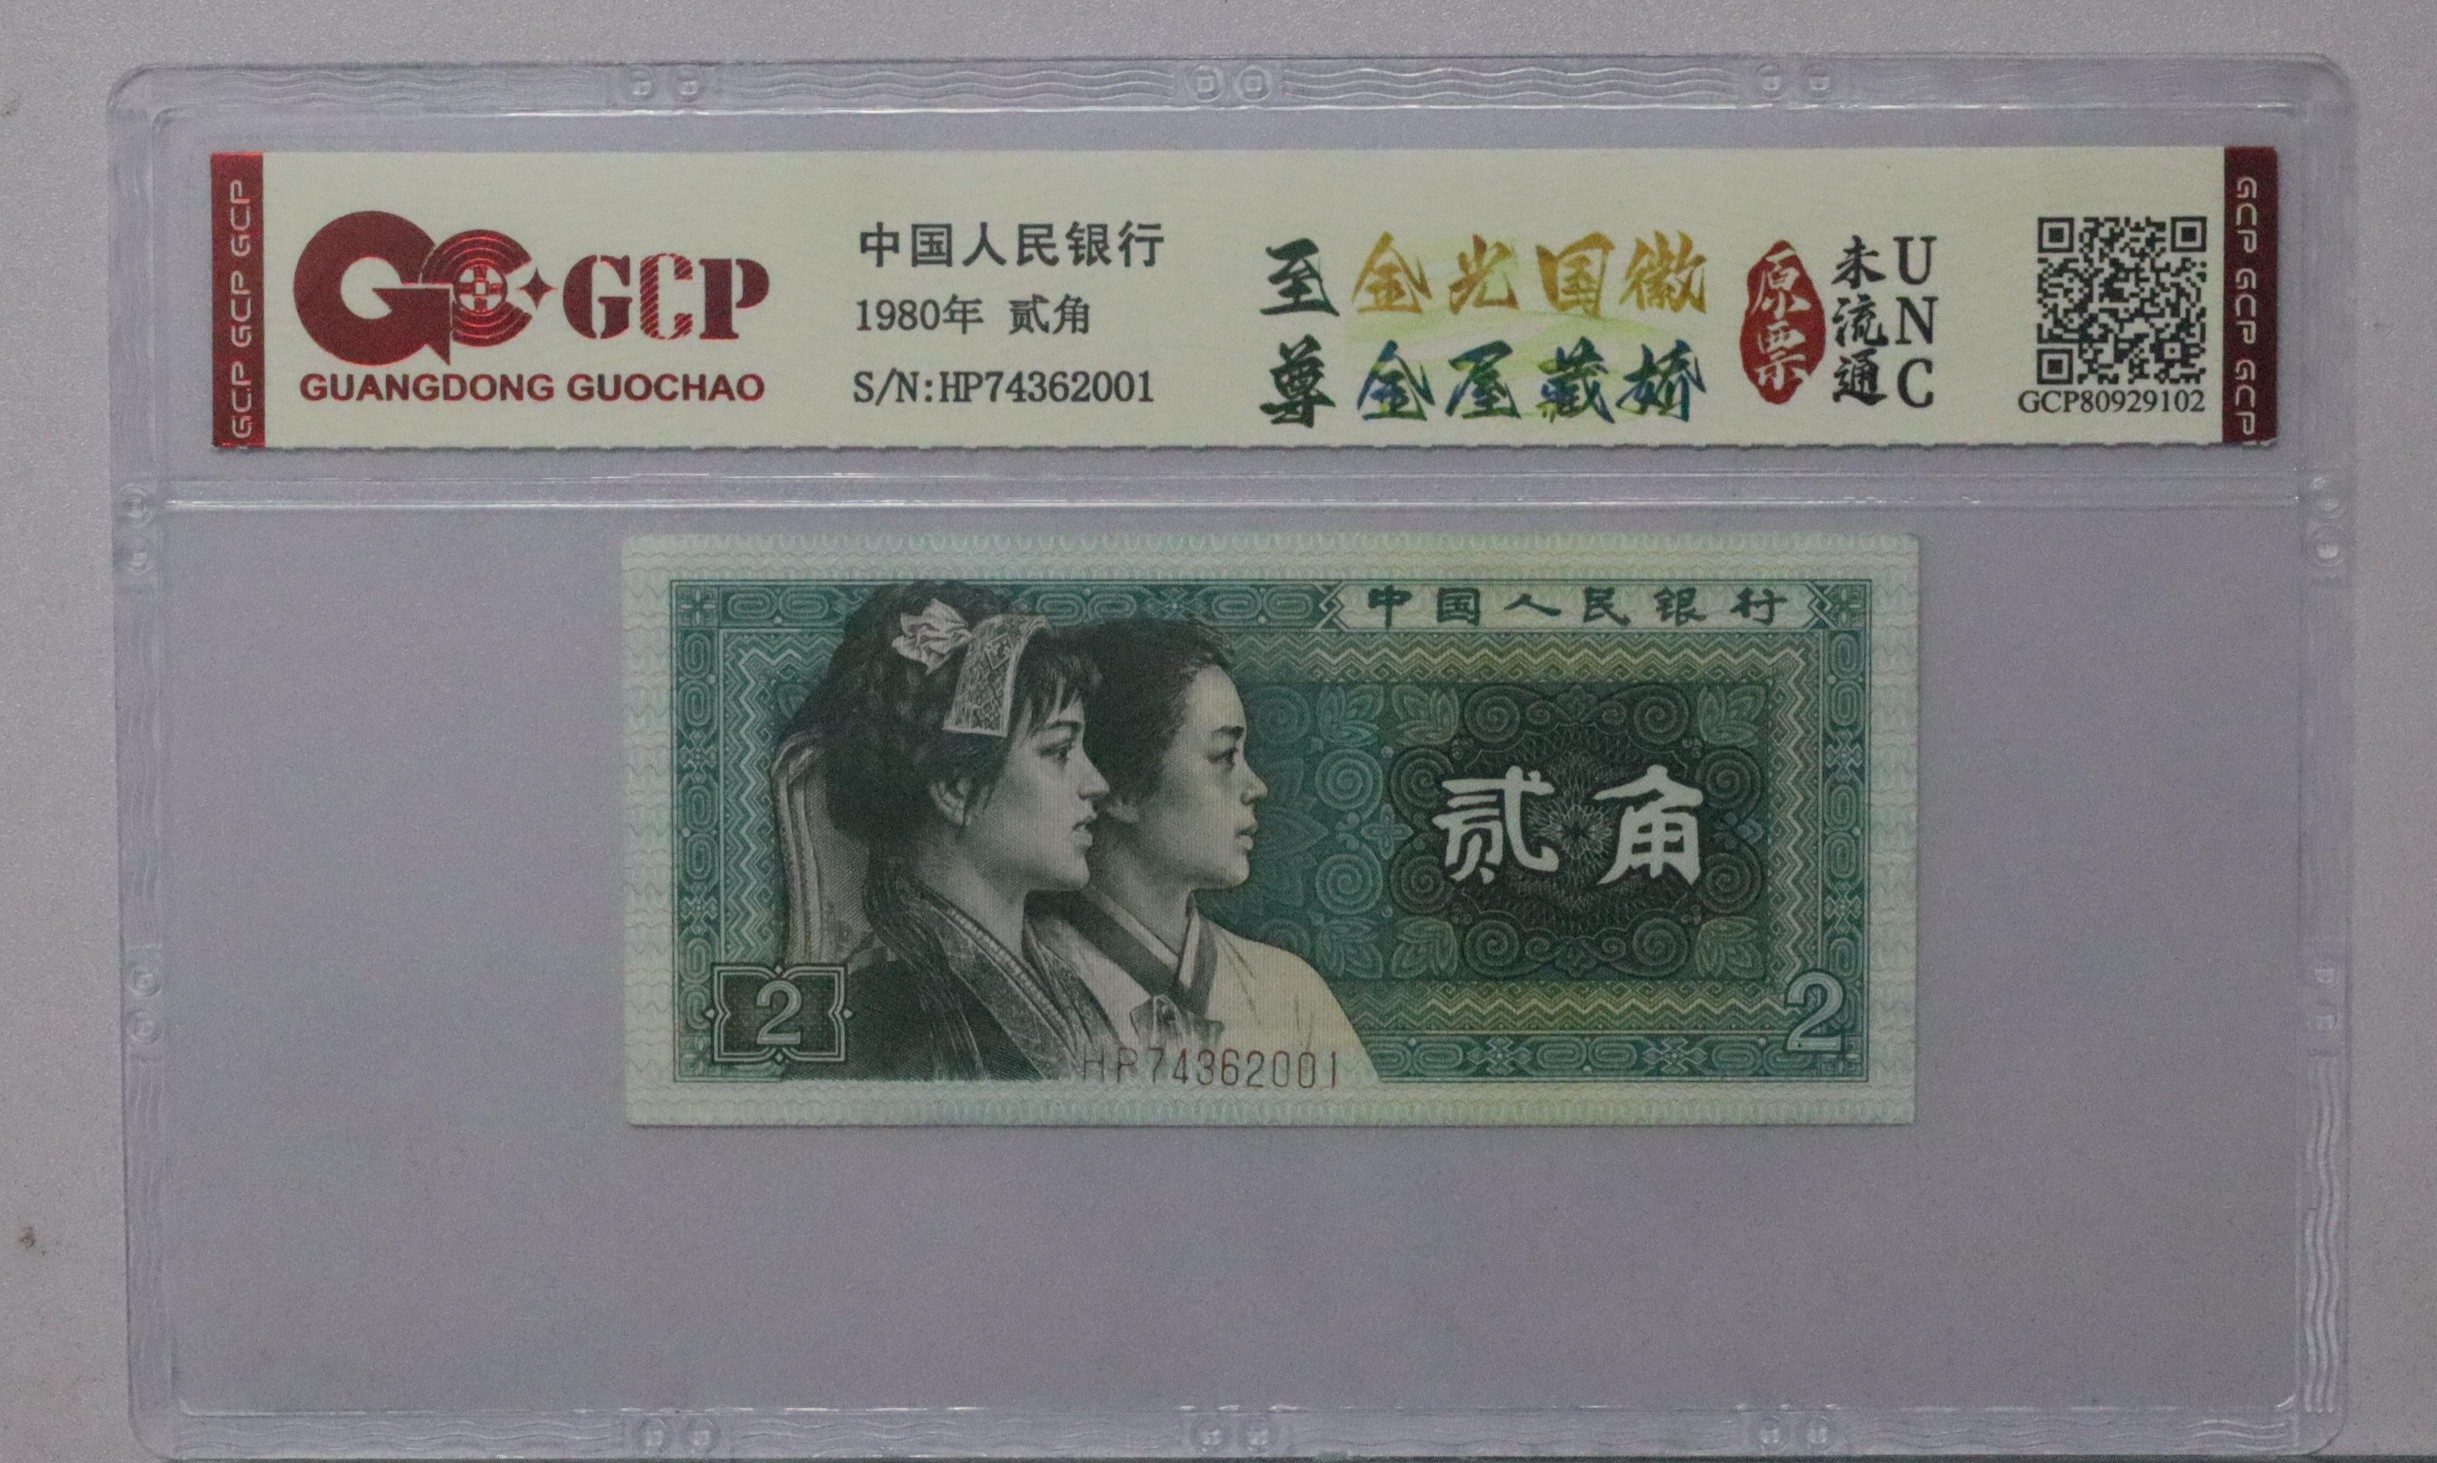 GCP GCP GCP
GCP
GUANGDONG GUOCHAO
中国人民银行
1980年 贰角
S/N:HP74362001
至尊
金光国徽
金屋藏娇
原票
未流通
UNC
GCP80929102
GCP GCP GCP
中国人民银行
贰角
2
2
HP74362001